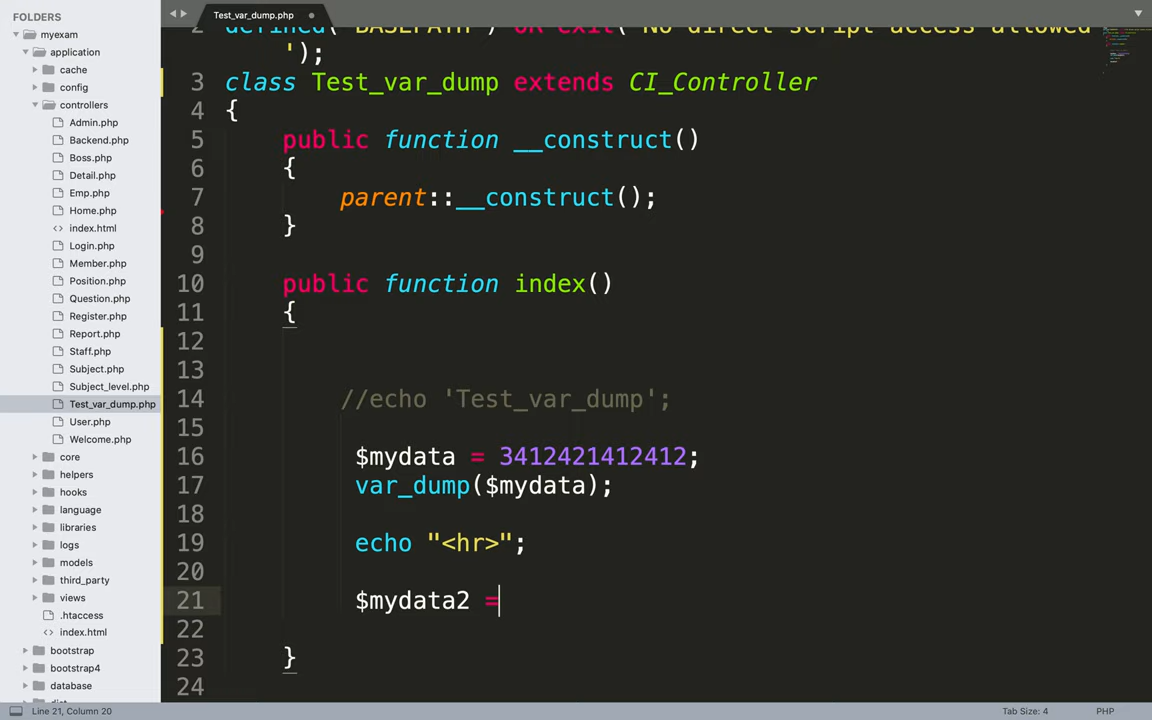 FOLDERS
myexam
application
cache
config
controllers
Admin.php
Backend.php
Boss.php
Detail.php
Emp.php
Home.php
index.html
Login.php
Member.php
Position.php
Question.php
Register.php
Report.php
Staff.php
Subject.php
Subject_level.php
Test_var_dump.php
User.php
Welcome.php
core
helpers
hooks
language
libraries
logs
models
third_party
views
.htaccess
index.html
bootstrap
bootstrap4
database
Test_var_dump.php
2 defined('BASEPATH') OR exit('No direct script access allowed
');
3 class Test_var_dump extends CI_Controller
4 {
5 public function __construct()
6 {
7 parent::__construct();
8 }
9
10 public function index()
11 {
12
13
14 //echo 'Test_var_dump';
15
16 $mydata = 3412421412412;
17 var_dump($mydata);
18
19 echo "<hr>";
20
21 $mydata2 =
22
23 }
24
Line 21, Column 20
Tab Size: 4
PHP